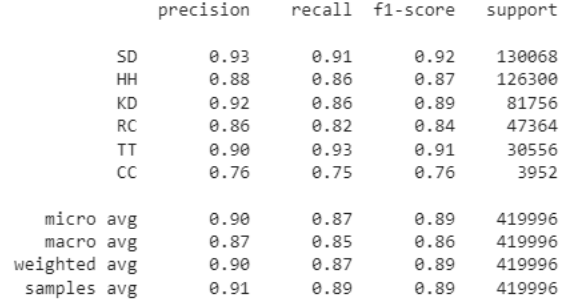 precision recall f1-score support
SD 0.93 0.91 0.92 130068
HH 0.88 0.86 0.87 126300
KD 0.92 0.86 0.89 81756
RC 0.86 0.82 0.84 47364
TT 0.90 0.93 0.91 30556
CC 0.76 0.75 0.76 3952
micro avg 0.90 0.87 0.89 419996
macro avg 0.87 0.85 0.86 419996
weighted avg 0.90 0.87 0.89 419996
samples avg 0.91 0.89 0.89 419996